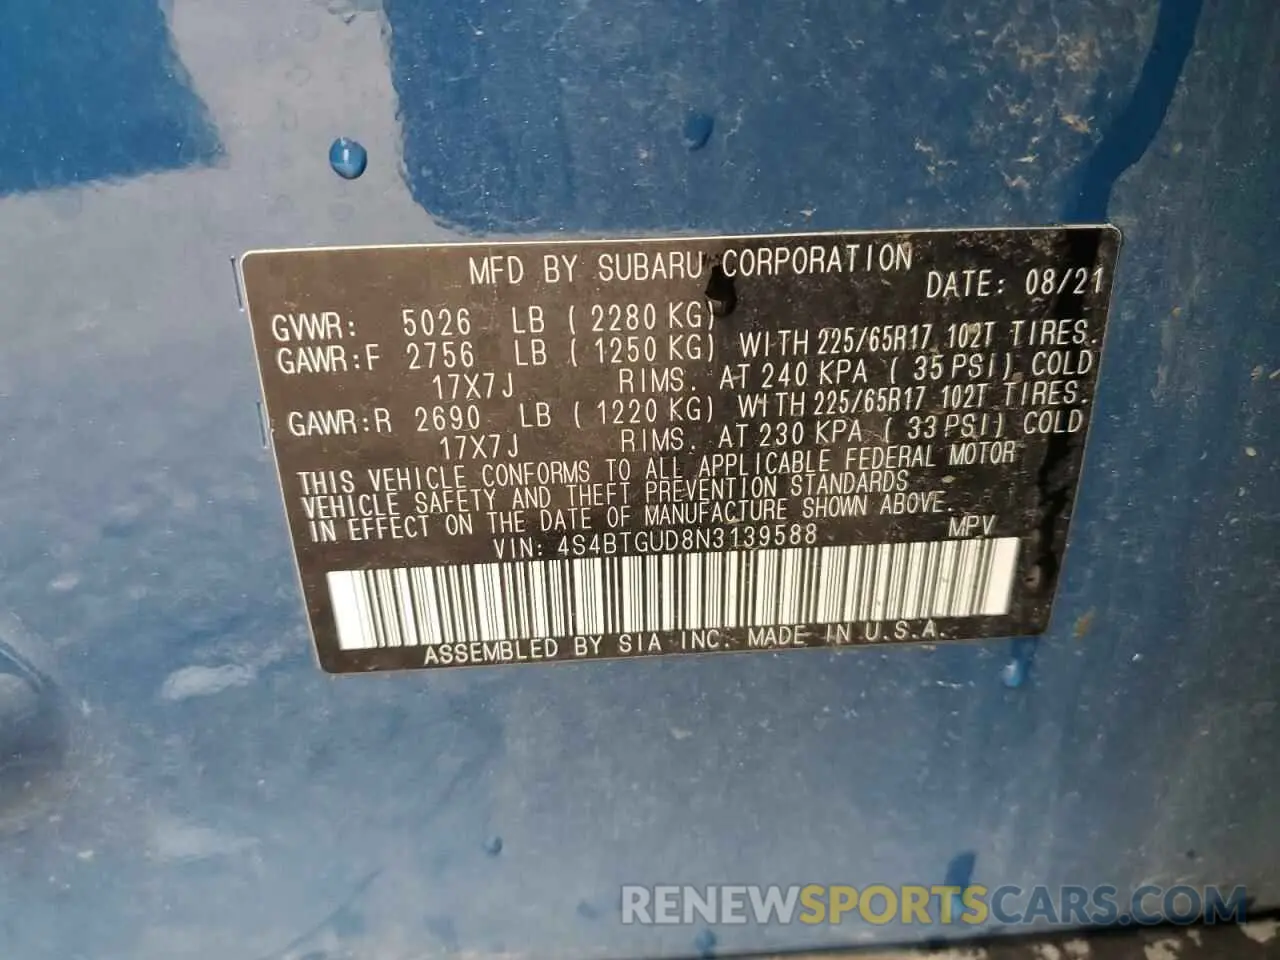 MFD BY SUBARU CORPORATION
DATE: 08/21
GVWR: 5026 LB ( 2280 KG)
GAWR:F 2756 LB ( 1250 KG) WITH 225/65R17 102T TIRES.
17X7J RIMS. AT 240 KPA ( 35 PSI) COLD
GAWR:R 2690 LB ( 1220 KG) WITH 225/65R17 102T TIRES.
17X7J RIMS. AT 230 KPA ( 33 PSI) COLD
THIS VEHICLE CONFORMS TO ALL APPLICABLE FEDERAL MOTOR
VEHICLE SAFETY AND THEFT PREVENTION STANDARDS
IN EFFECT ON THE DATE OF MANUFACTURE SHOWN ABOVE.
VIN: 4S4BTGUD8N3139588 MPV
ASSEMBLED BY SIA INC. MADE IN U.S.A.
RENEWSPORTSCARS.COM